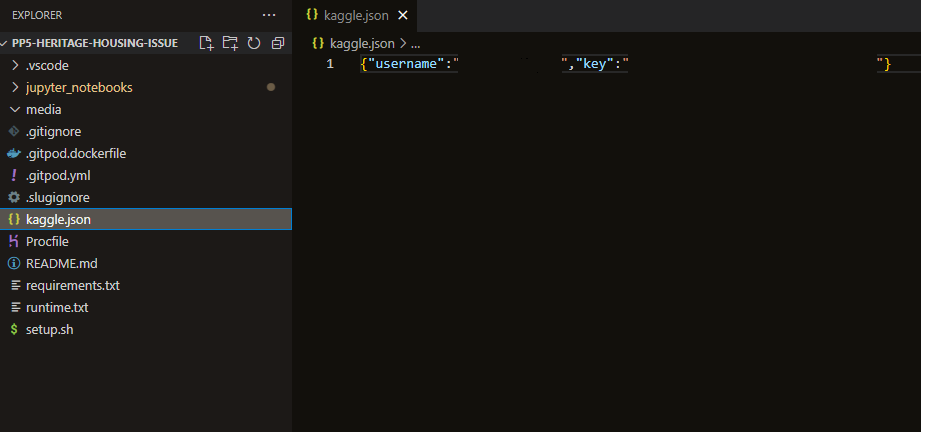 EXPLORER
PP5-HERITAGE-HOUSING-ISSUE
.vscode
jupyter_notebooks
media
.gitignore
.gitpod.dockerfile
.gitpod.yml
.slugignore
kaggle.json
Procfile
README.md
requirements.txt
runtime.txt
setup.sh
kaggle.json
kaggle.json > ...
1 {"username":" ","key":" "}